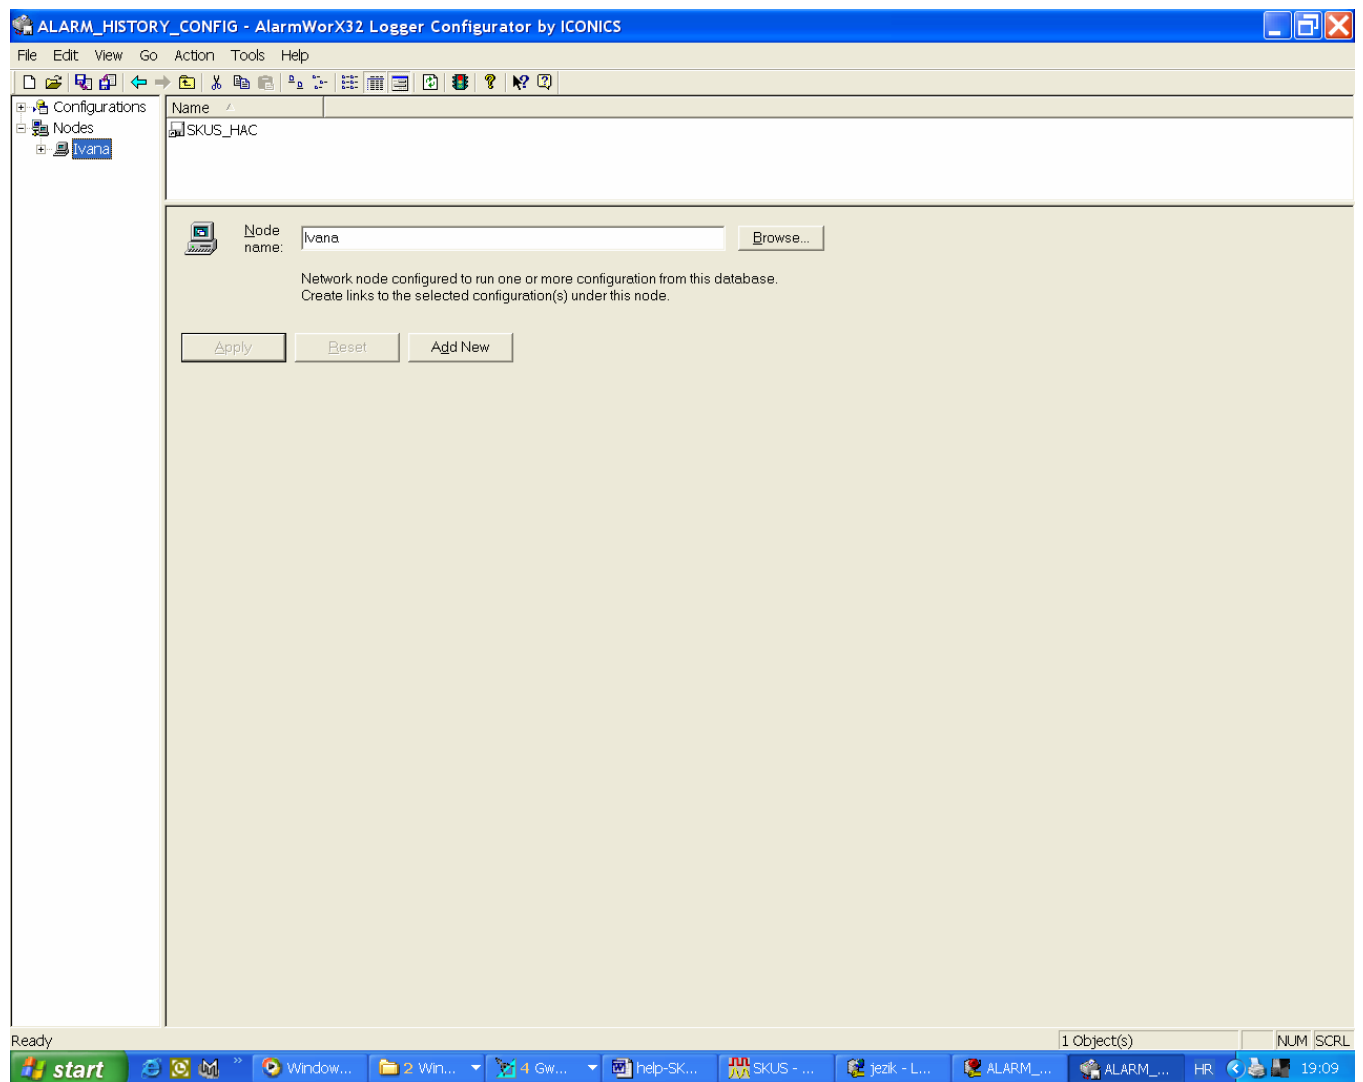 ALARM_HISTORY_CONFIG - AlarmWorX32 Logger Configurator by ICONICS
File Edit View Go Action Tools Help
Configurations
Nodes
Ivana
Name
SKUS_HAC
Node name:
Ivana
Browse...
Network node configured to run one or more configuration from this database.
Create links to the selected configuration(s) under this node.
Apply Reset Add New
Ready 1 Object(s) NUM SCRL
start Window... 2 Win... 4 Gw... help-SK... SKUS - ... jezik - L... ALARM_... ALARM_... HR 19:09